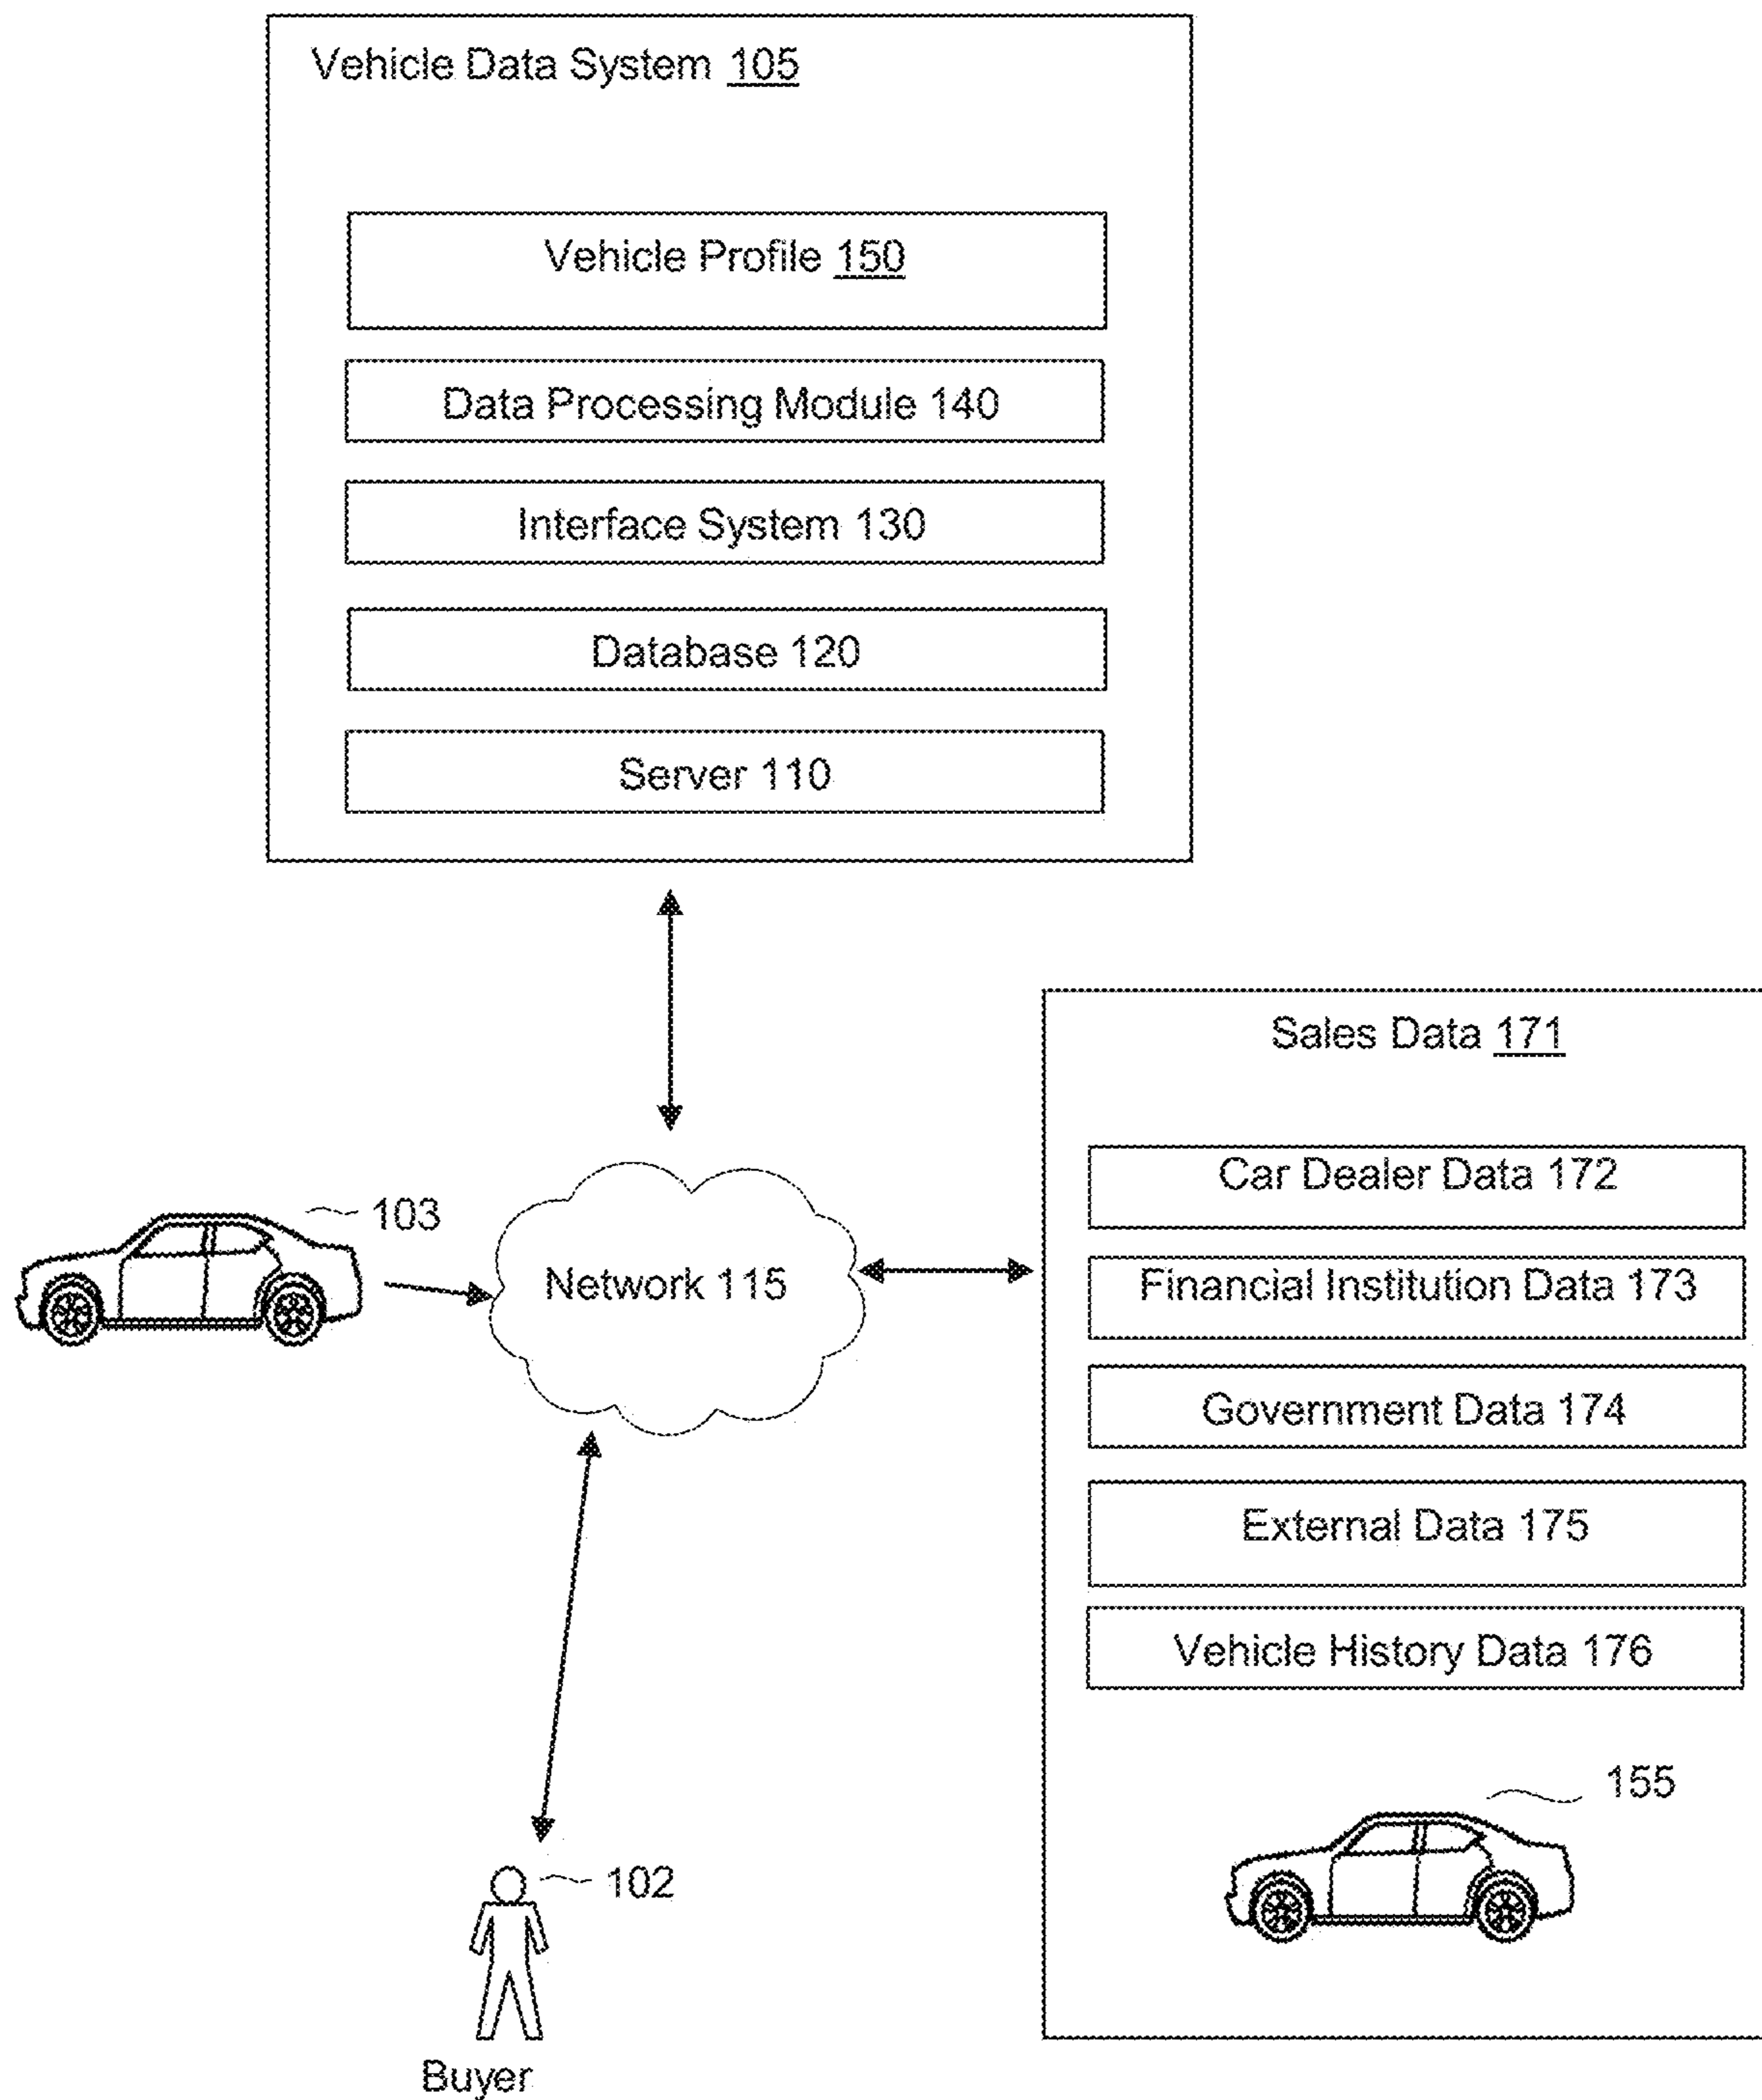 Vehicle Data System 105
Vehicle Profile 150
Data Processing Module 140
Interface System 130
Database 120
Server 110
Sales Data 171
Car Dealer Data 172
103
Network 115
Financial Institution Data 173
Government Data 174
External Data 175
Vehicle History Data 176
155
102
Buyer